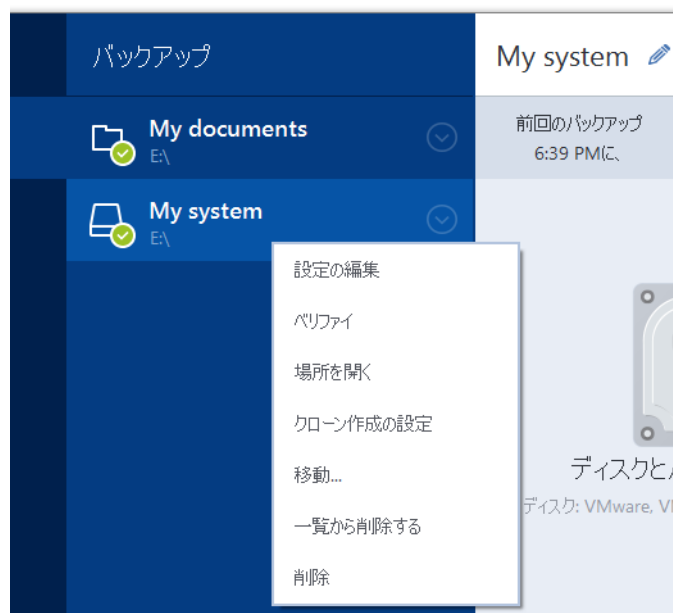 バックアップ
My system
My documents
E:\
前回のバックアップ
6:39 PMに、
My system
E:\
設定の編集
ベリファイ
場所を開く
クローン作成の設定
移動...
一覧から削除する
削除
ディスクと
ディスク: VMware,